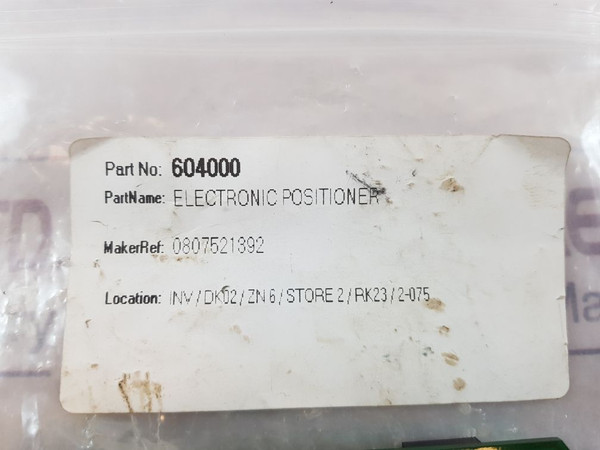 Part No: 604000
PartName: ELECTRONIC POSITIONER
MakerRef: 0807521392
Location: INV / DK02 / ZN 6 / STORE 2 / RK23 / 2-075